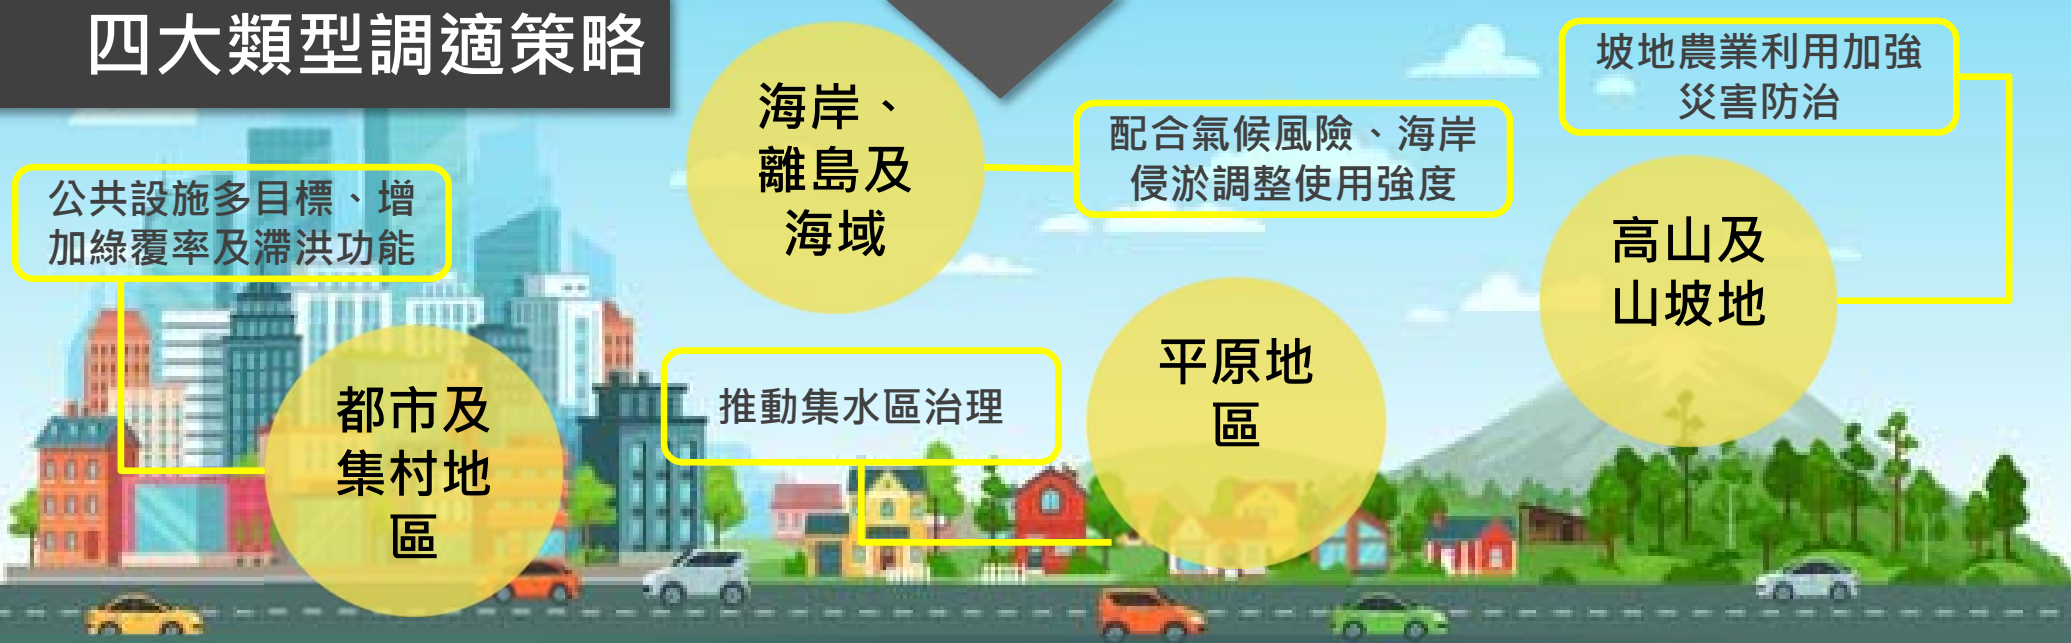 四大類型調適策略
公共設施多目標、增
加綠覆率及滯洪功能
都市及
集村地
區
海岸、
離島及
海域
配合氣候風險、海岸
侵淤調整使用強度
推動集水區治理
平原地
區
坡地農業利用加強
災害防治
高山及
山坡地